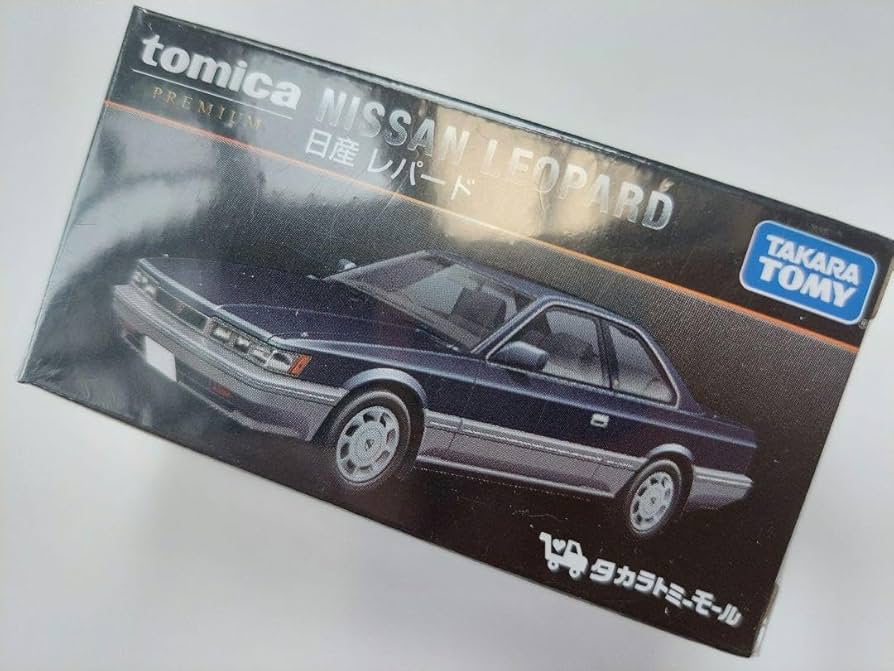 tomica
PREMIUM
NISSAN LEOPARD
日産 レパード
TAKARA
TOMY
タカラトミーモール